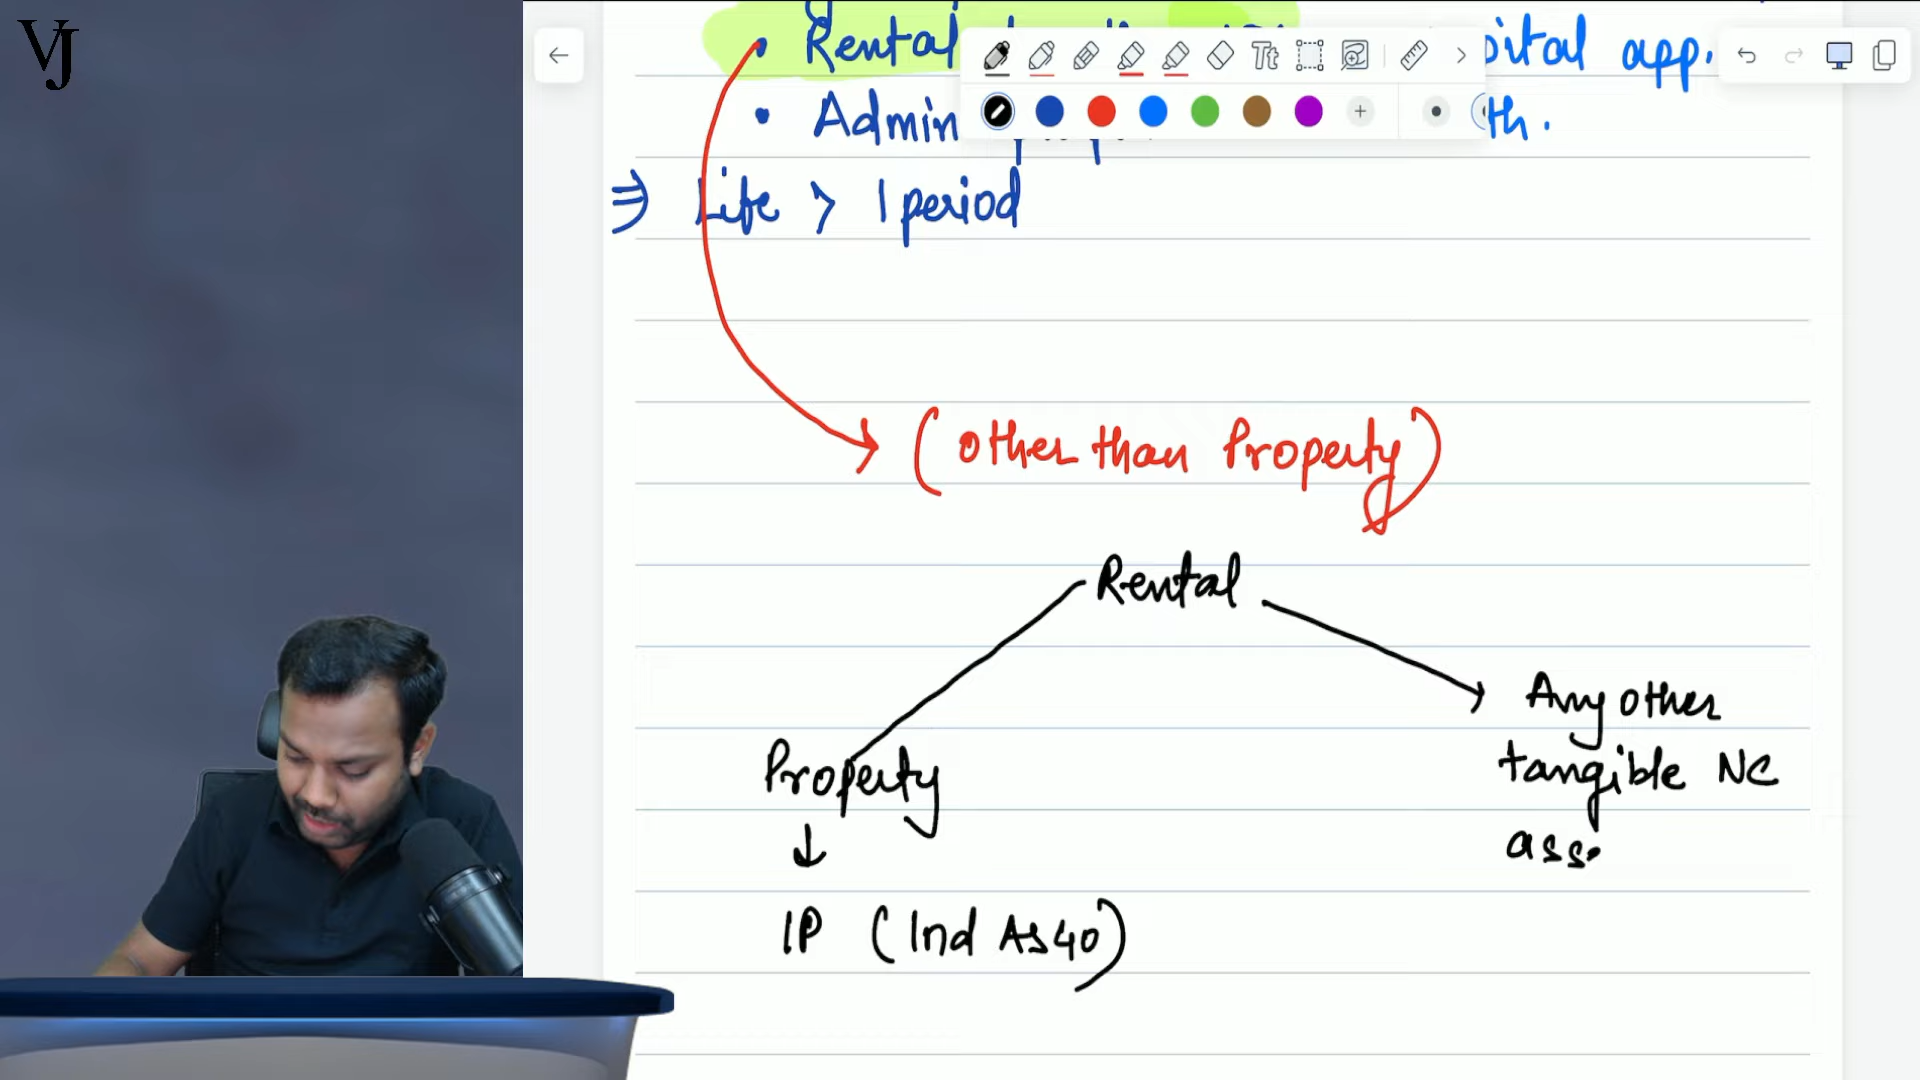 VJ
• Rental pital app.
Tt
• Admin th.
⇒ Life > 1 period
(other than Property)
Rental
Any other
Property
tangible NC
ass
IP (Ind AS 40)